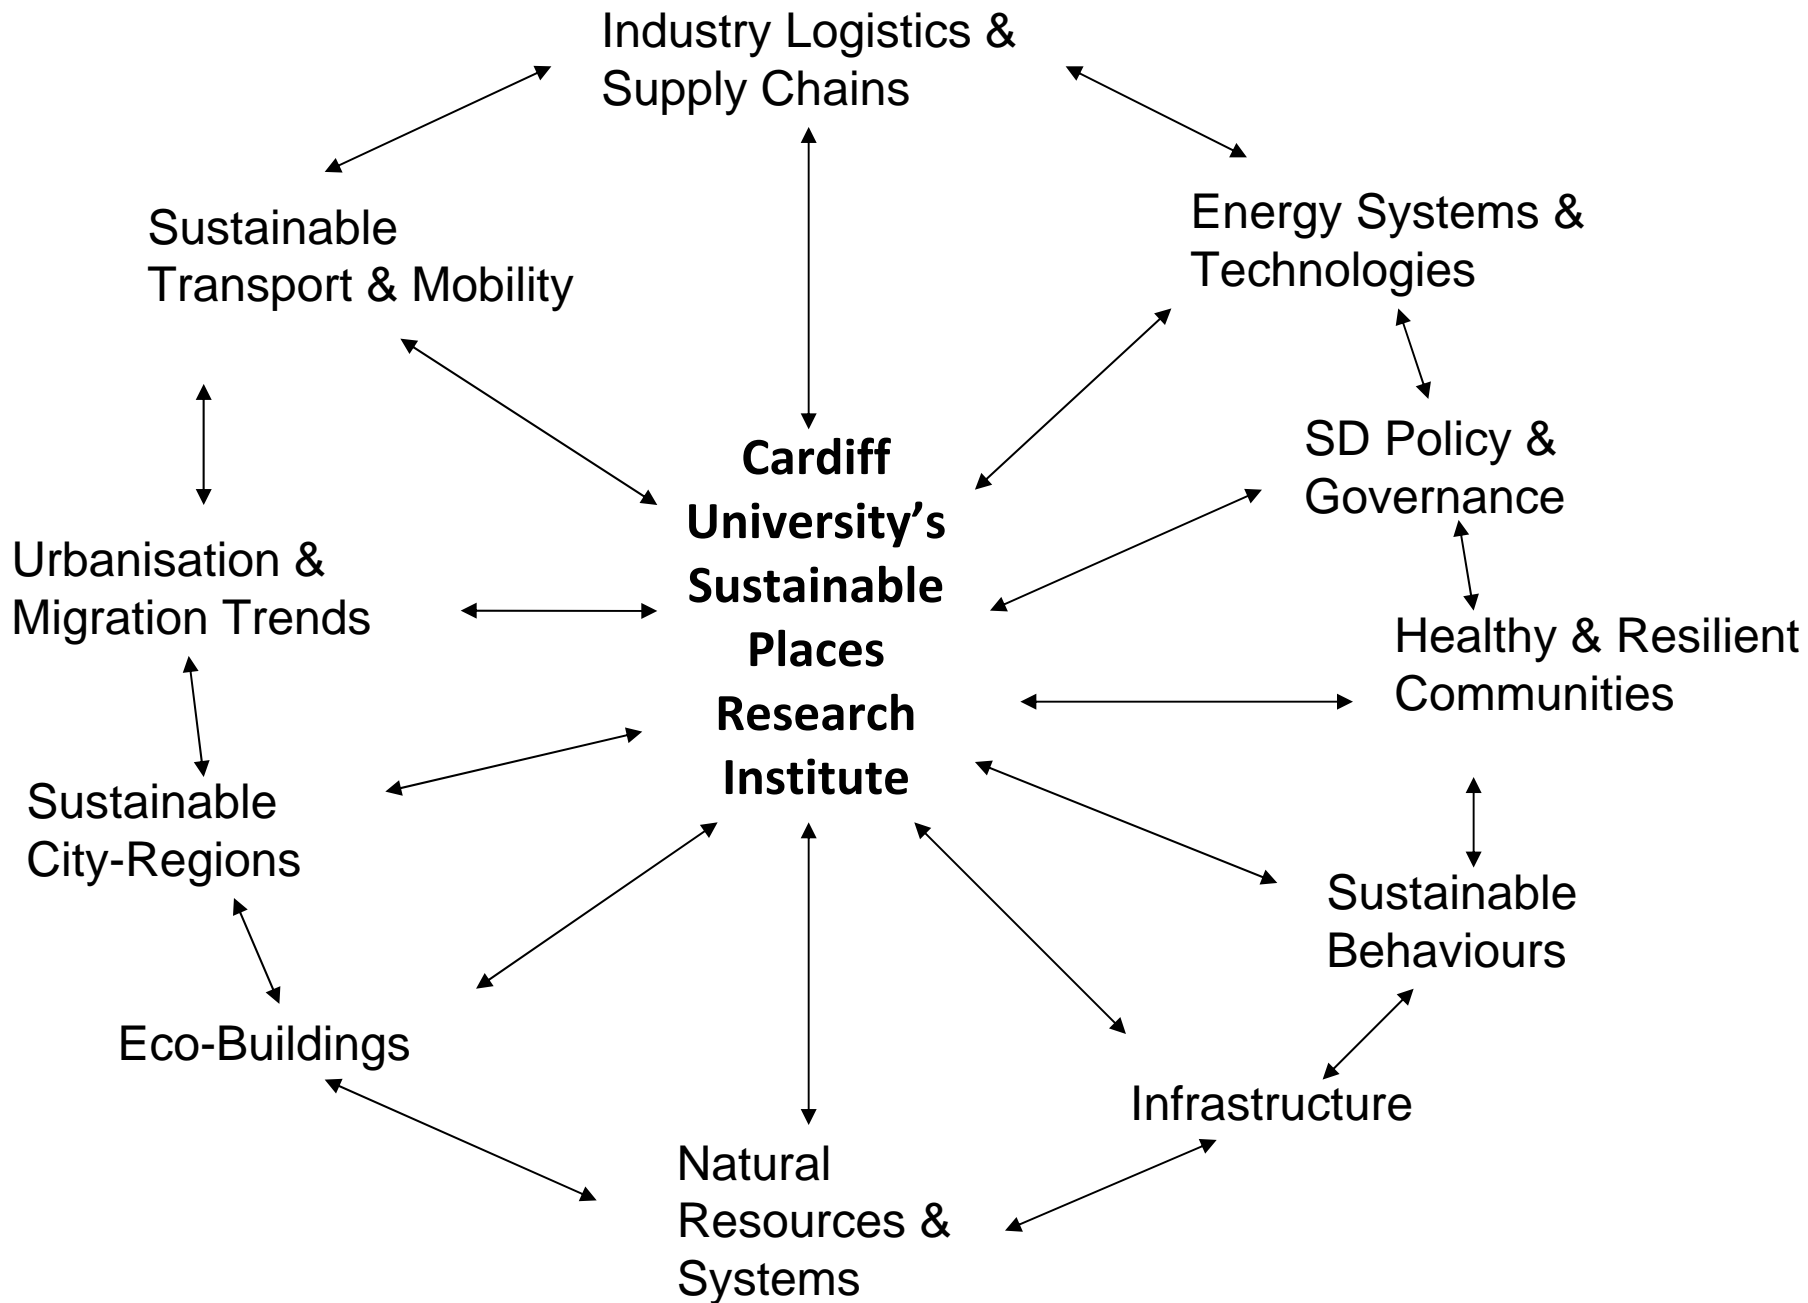 Industry Logistics &
Supply Chains
Energy Systems &
Technologies
Sustainable
Transport & Mobility
SD Policy &
Governance
Cardiff
University’s
Sustainable
Places
Research
Institute
Urbanisation &
Migration Trends
Healthy & Resilient
Communities
Sustainable
City-Regions
Sustainable
Behaviours
Eco-Buildings
Infrastructure
Natural
Resources &
Systems